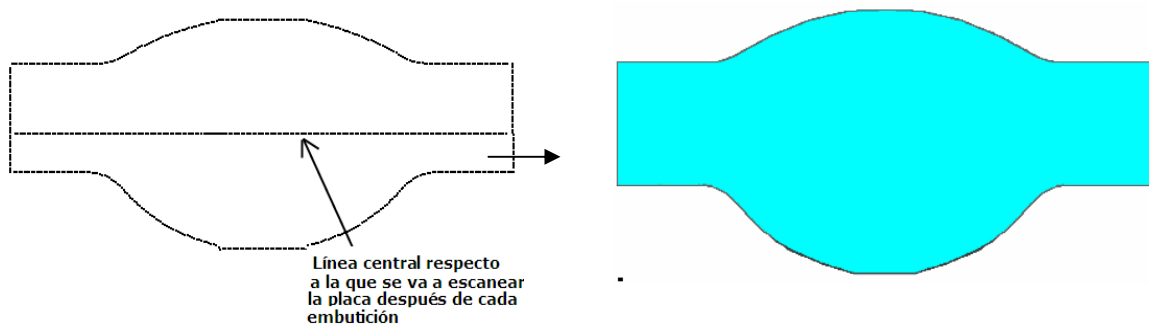 Línea central respecto
a la que se va a escanear
la placa después de cada
embutición